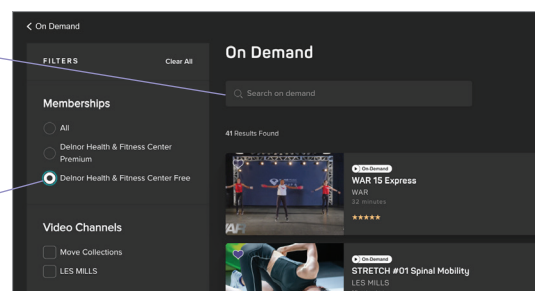 On Demand
FILTERS
Clear All
Memberships
All
Delnor Health & Fitness Center
Premium
Delnor Health & Fitness Center Free
Video Channels
Move Collections
LES MILLS
On Demand
Search on demand
41 Results Found
On-Demand
WAR 15 Express
WAR
32 minutes
On-Demand
STRETCH #01 Spinal Mobility
LES MILLS